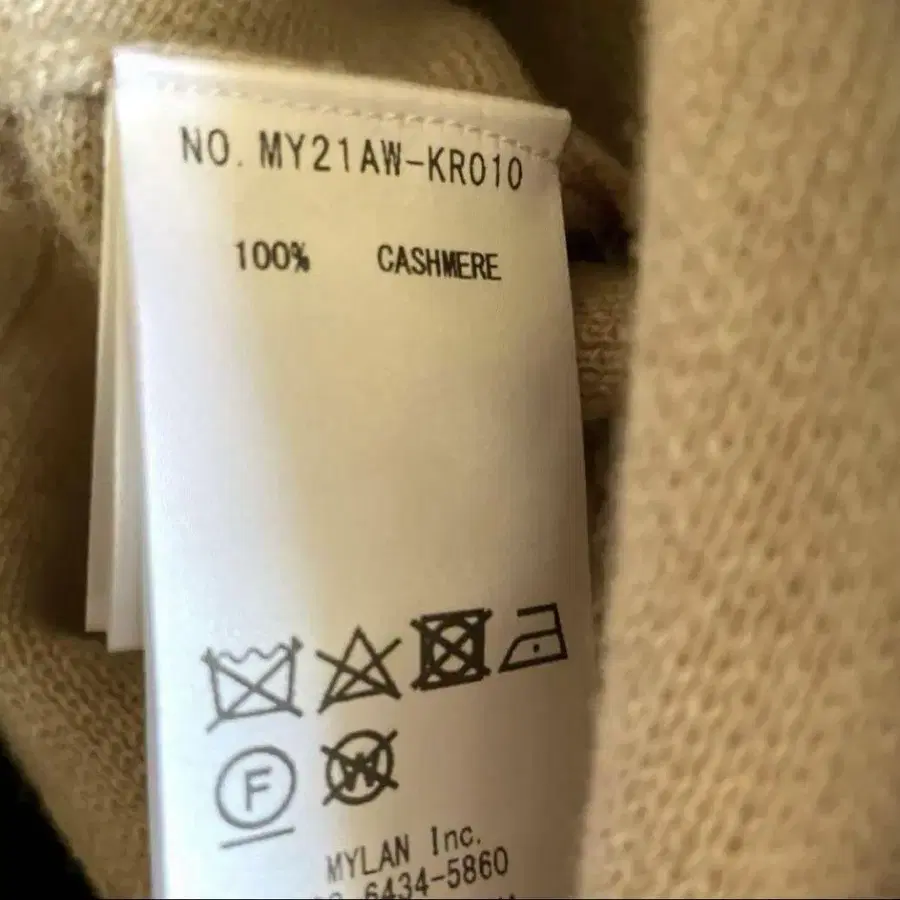 NO. MY21AW-KR010
100% CASHMERE
F
W
MYLAN Inc.
6434-5860